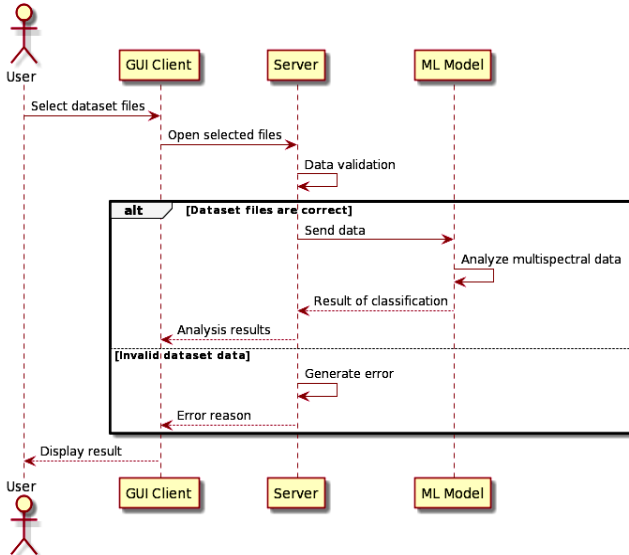 User
GUI Client
Server
ML Model
Select dataset files
Open selected files
Data validation
alt
[Dataset files are correct]
Send data
Analyze multispectral data
Result of classification
Analysis results
[Invalid dataset data]
Generate error
Error reason
Display result
User
GUI Client
Server
ML Model